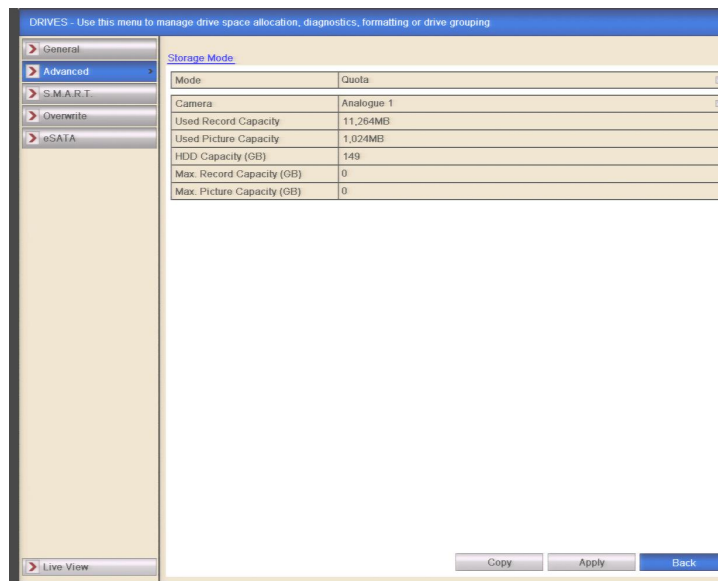 DRIVES - Use this menu to manage drive space allocation, diagnostics, formatting or drive grouping
General
Advanced >
S.M.A.R.T.
Overwrite
eSATA
Live View
Storage Mode
Mode Quota
Camera Analogue 1
Used Record Capacity 11,264MB
Used Picture Capacity 1,024MB
HDD Capacity (GB) 149
Max. Record Capacity (GB) 0
Max. Picture Capacity (GB) 0
Copy Apply Back